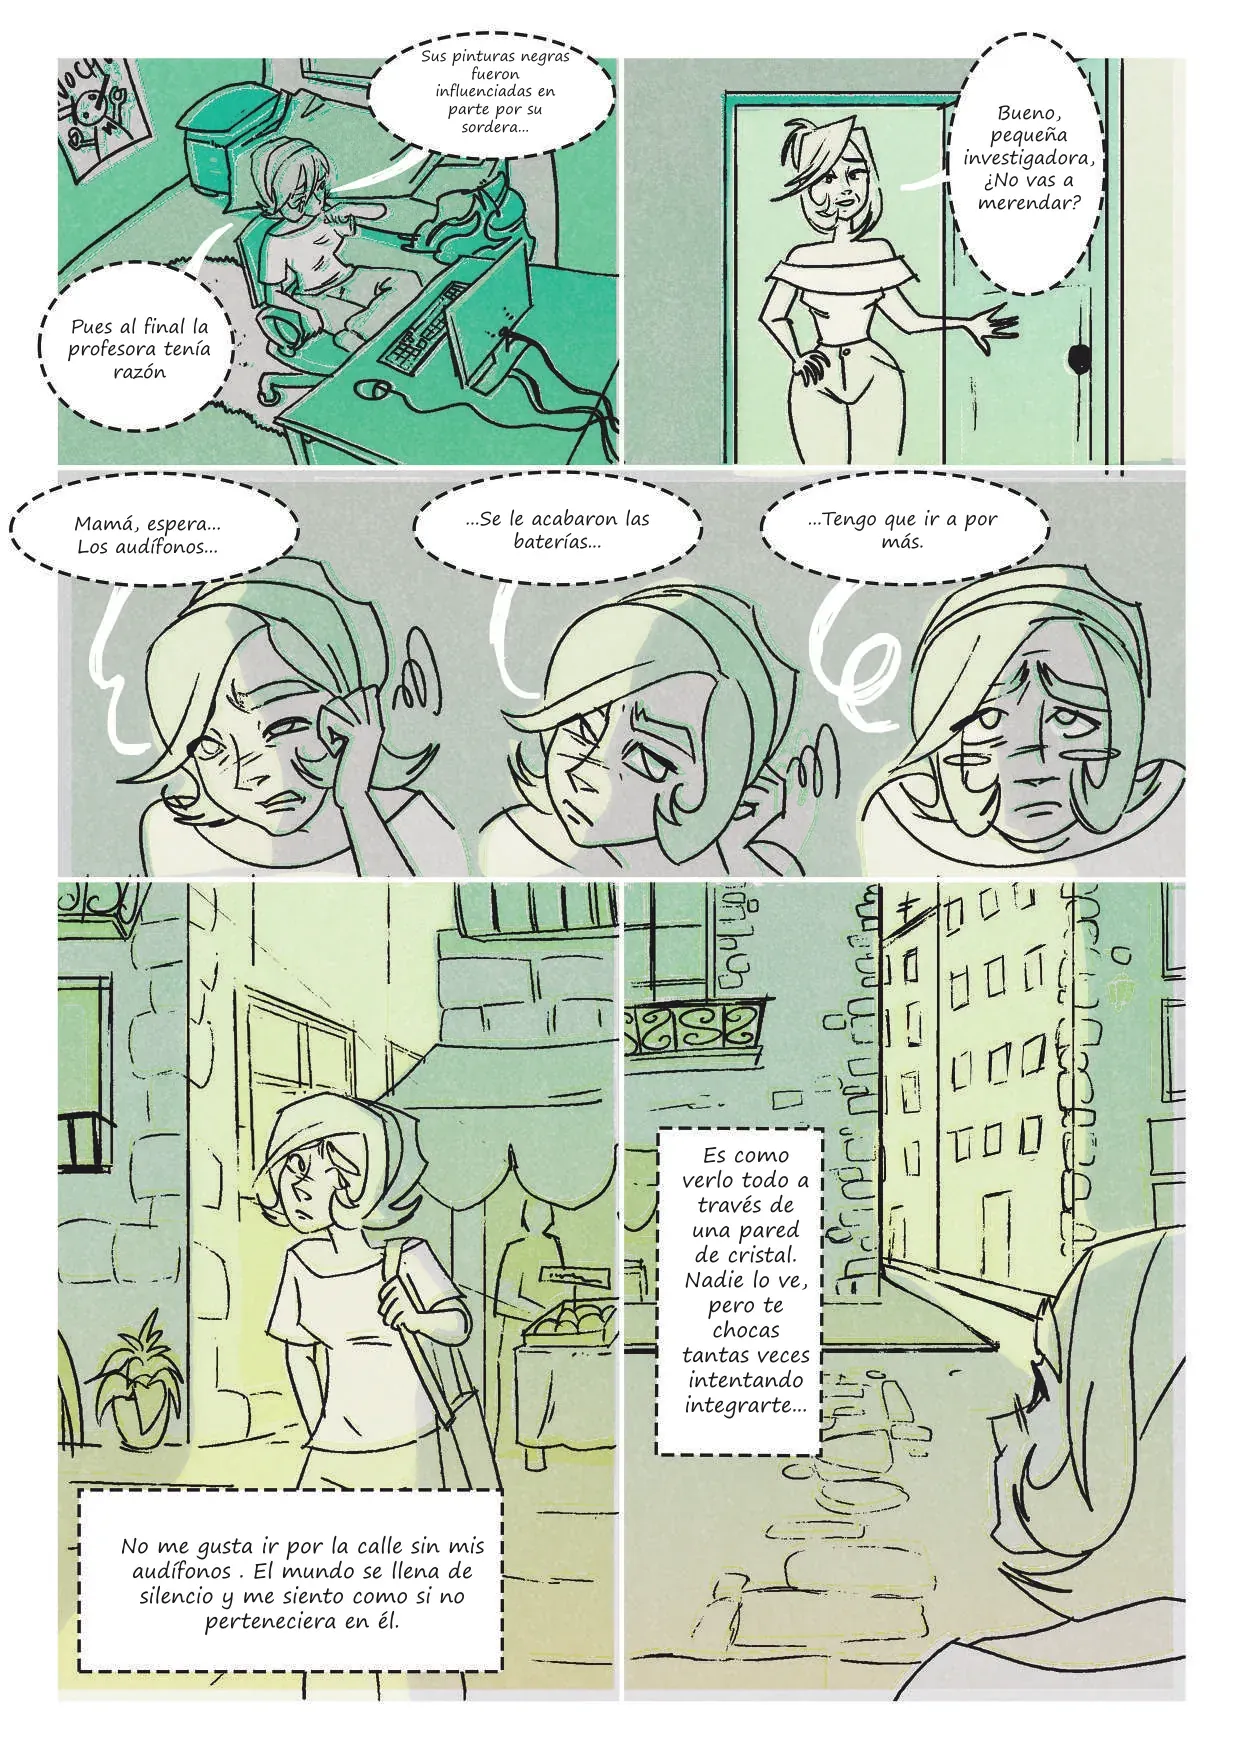 Sus pinturas negras
fueron
influenciadas en
parte por su
sordera...
Pues al final la
profesora tenía
razón
Bueno,
pequeña
investigadora,
¿No vas a
merendar?
Mamá, espera...
Los audífonos...
...Se le acabaron las
baterías...
...Tengo que ir a por
más.
No me gusta ir por la calle sin mis
audífonos . El mundo se llena de
silencio y me siento como si no
perteneciera en él.
Es como
verlo todo a
través de
una pared
de cristal.
Nadie lo ve,
pero te
chocas
tantas veces
intentando
integrarte...